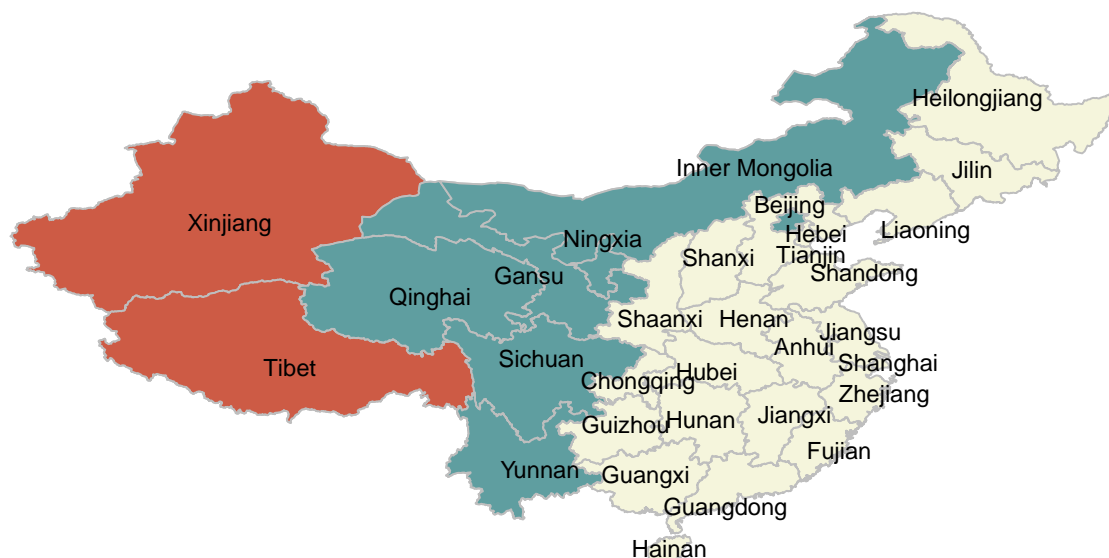 Heilongjiang
Inner Mongolia
Jilin
Beijing
Xinjiang
Liaoning
Hebei
Ningxia
Tianjin
Shanxi
Shandong
Gansu
Qinghai
Shaanxi
Henan
Jiangsu
Anhui
Sichuan
Shanghai
Tibet
Hubei
Chongqing
Zhejiang
Jiangxi
Hunan
Guizhou
Fujian
Yunnan
Guangxi
Guangdong
Hainan